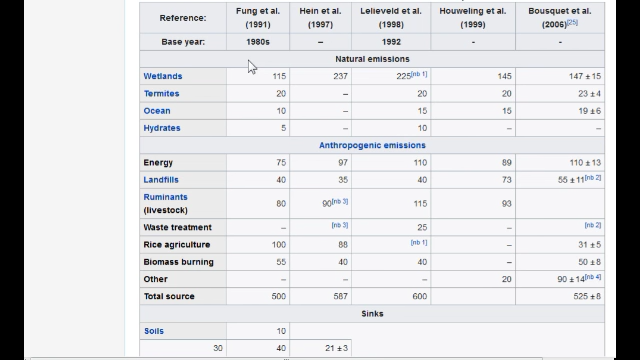 Reference: Fung et al. (1991) Hein et al. (1997) Lelieveld et al. (1998) Houweling et al. (1999) Bousquet et al. (2006)[25]
Base year: 1980s – 1992 - -
Natural emissions
Wetlands 115 237 225[nb 1] 145 147 ± 15
Termites 20 – 20 20 23 ± 4
Ocean 10 – 15 15 19 ± 6
Hydrates 5 – 10 – –
Anthropogenic emissions
Energy 75 97 110 89 110 ± 13
Landfills 40 35 40 73 55 ± 11[nb 2]
Ruminants (livestock) 80 90[nb 3] 115 93
Waste treatment – [nb 3] 25 – [nb 2]
Rice agriculture 100 88 [nb 1] – 31 ± 5
Biomass burning 55 40 40 – 50 ± 8
Other – – – 20 90 ± 14[nb 4]
Total source 500 587 600 525 ± 8
Sinks
Soils 10
30 40 21 ± 3